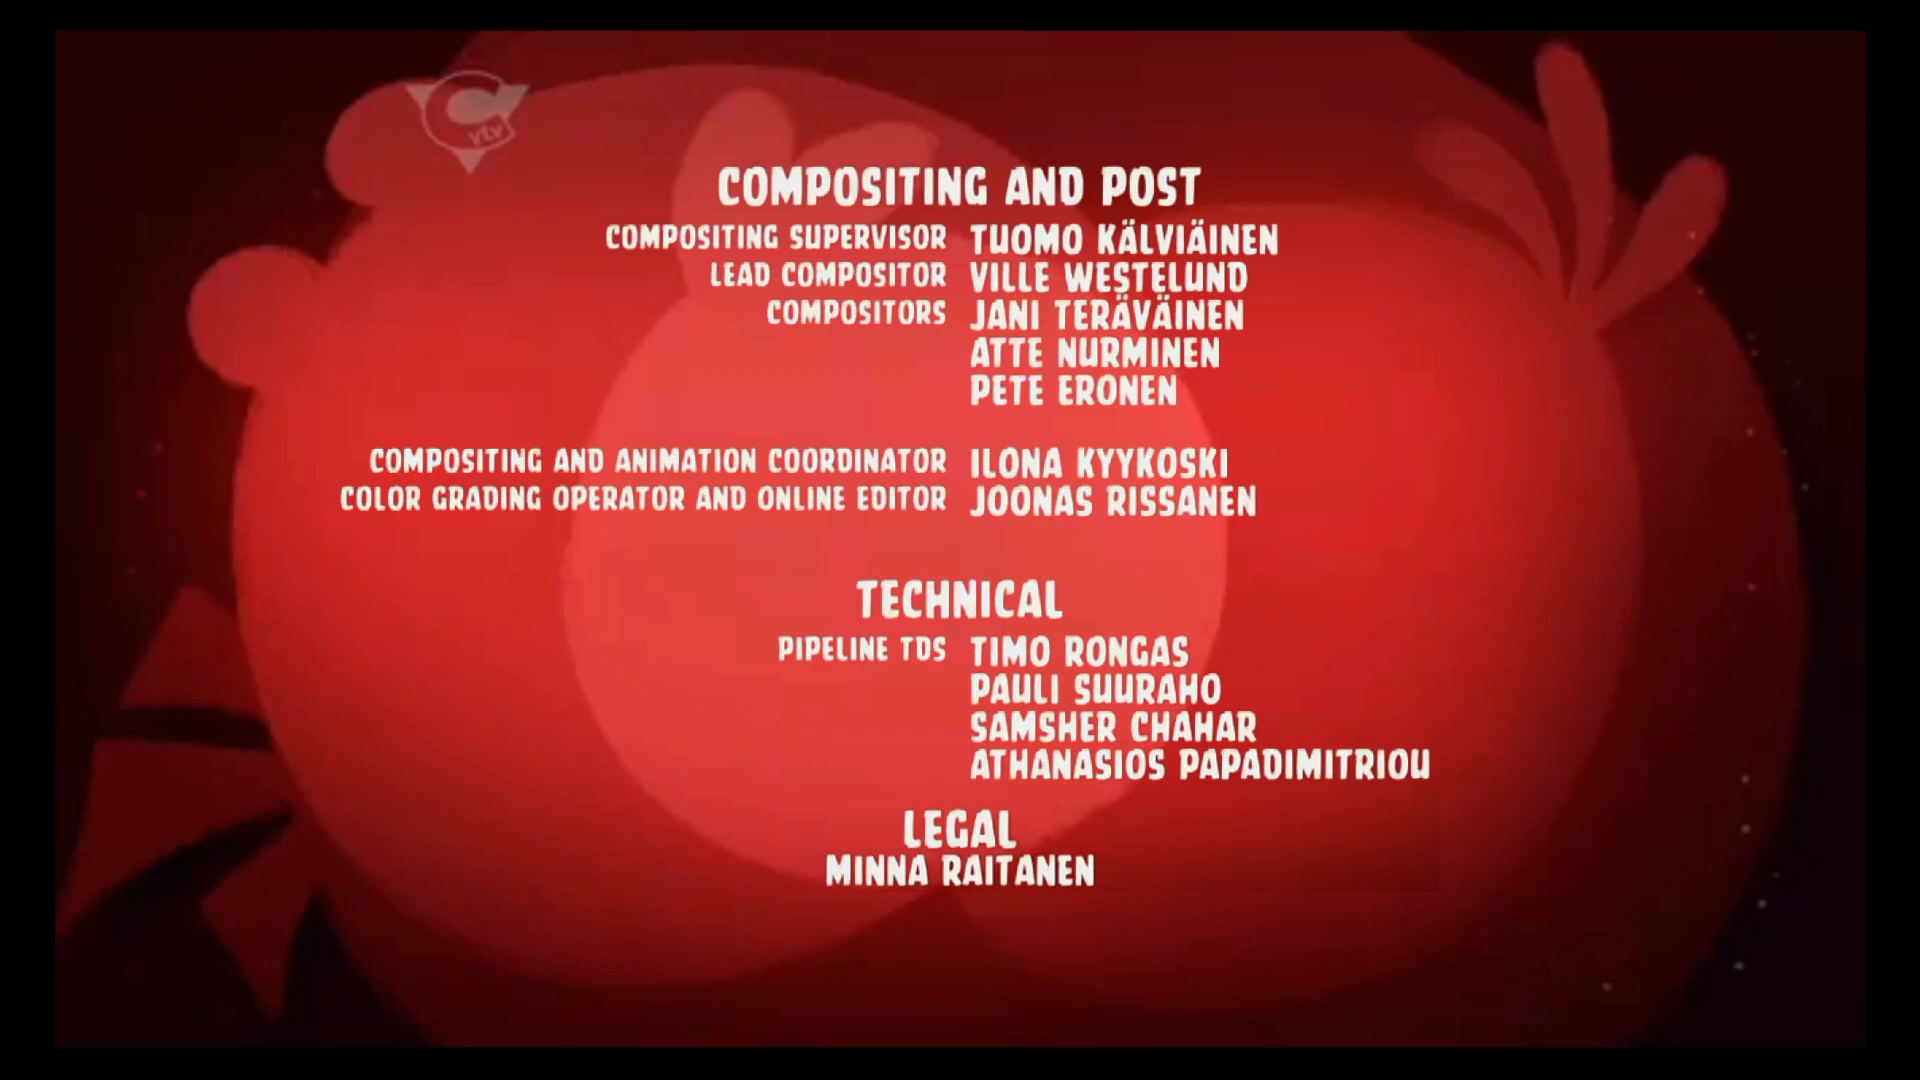 vtv
COMPOSITING AND POST
COMPOSITING SUPERVISOR TUOMO KÄLVIÄINEN
LEAD COMPOSITOR VILLE WESTELUND
COMPOSITORS JANI TERÄVÄINEN
ATTE NURMINEN
PETE ERONEN
COMPOSITING AND ANIMATION COORDINATOR ILONA KYYKOSKI
COLOR GRADING OPERATOR AND ONLINE EDITOR JOONAS RISSANEN
TECHNICAL
PIPELINE TDS TIMO RONGAS
PAULI SUURAHO
SAMSHER CHAHAR
ATHANASIOS PAPADIMITRIOU
LEGAL
MINNA RAITANEN